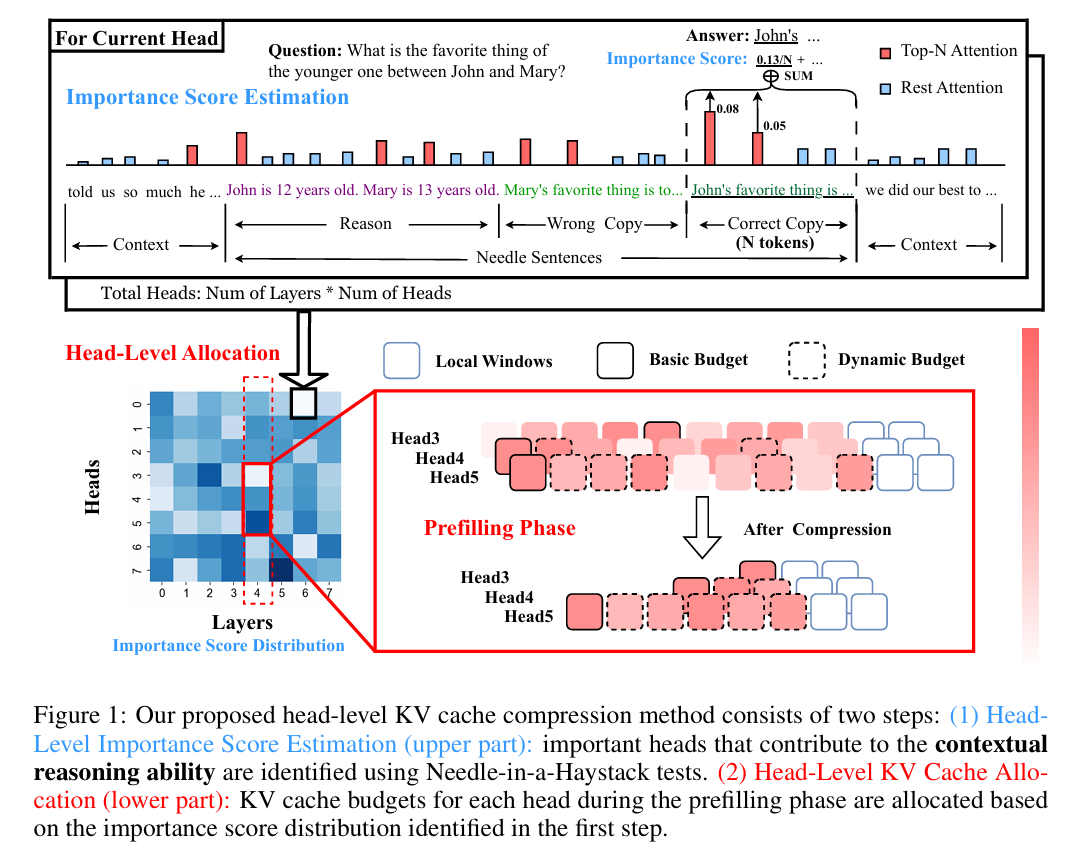 For Current Head
Question: What is the favorite thing of
the younger one between John and Mary?
Answer: John's ...
Importance Score: 0.13/N + ...
SUM
Top-N Attention
Rest Attention
Importance Score Estimation
0.08
0.05
told us so much he ... John is 12 years old. Mary is 13 years old. Mary's favorite thing is to... John's favorite thing is ... we did our best to ...
Reason
Wrong Copy
Correct Copy
(N tokens)
Context
Context
Needle Sentences
Total Heads: Num of Layers * Num of Heads
Head-Level Allocation
Local Windows
Basic Budget
Dynamic Budget
Heads
0
1
2
3
4
5
6
7
0 1 2 3 4 5 6 7
Layers
Importance Score Distribution
Head3
Head4
Head5
Prefilling Phase
After Compression
Head3
Head4
Head5
Figure 1: Our proposed head-level KV cache compression method consists of two steps: (1) Head-
Level Importance Score Estimation (upper part): important heads that contribute to the contextual
reasoning ability are identified using Needle-in-a-Haystack tests. (2) Head-Level KV Cache Allo-
cation (lower part): KV cache budgets for each head during the prefilling phase are allocated based
on the importance score distribution identified in the first step.